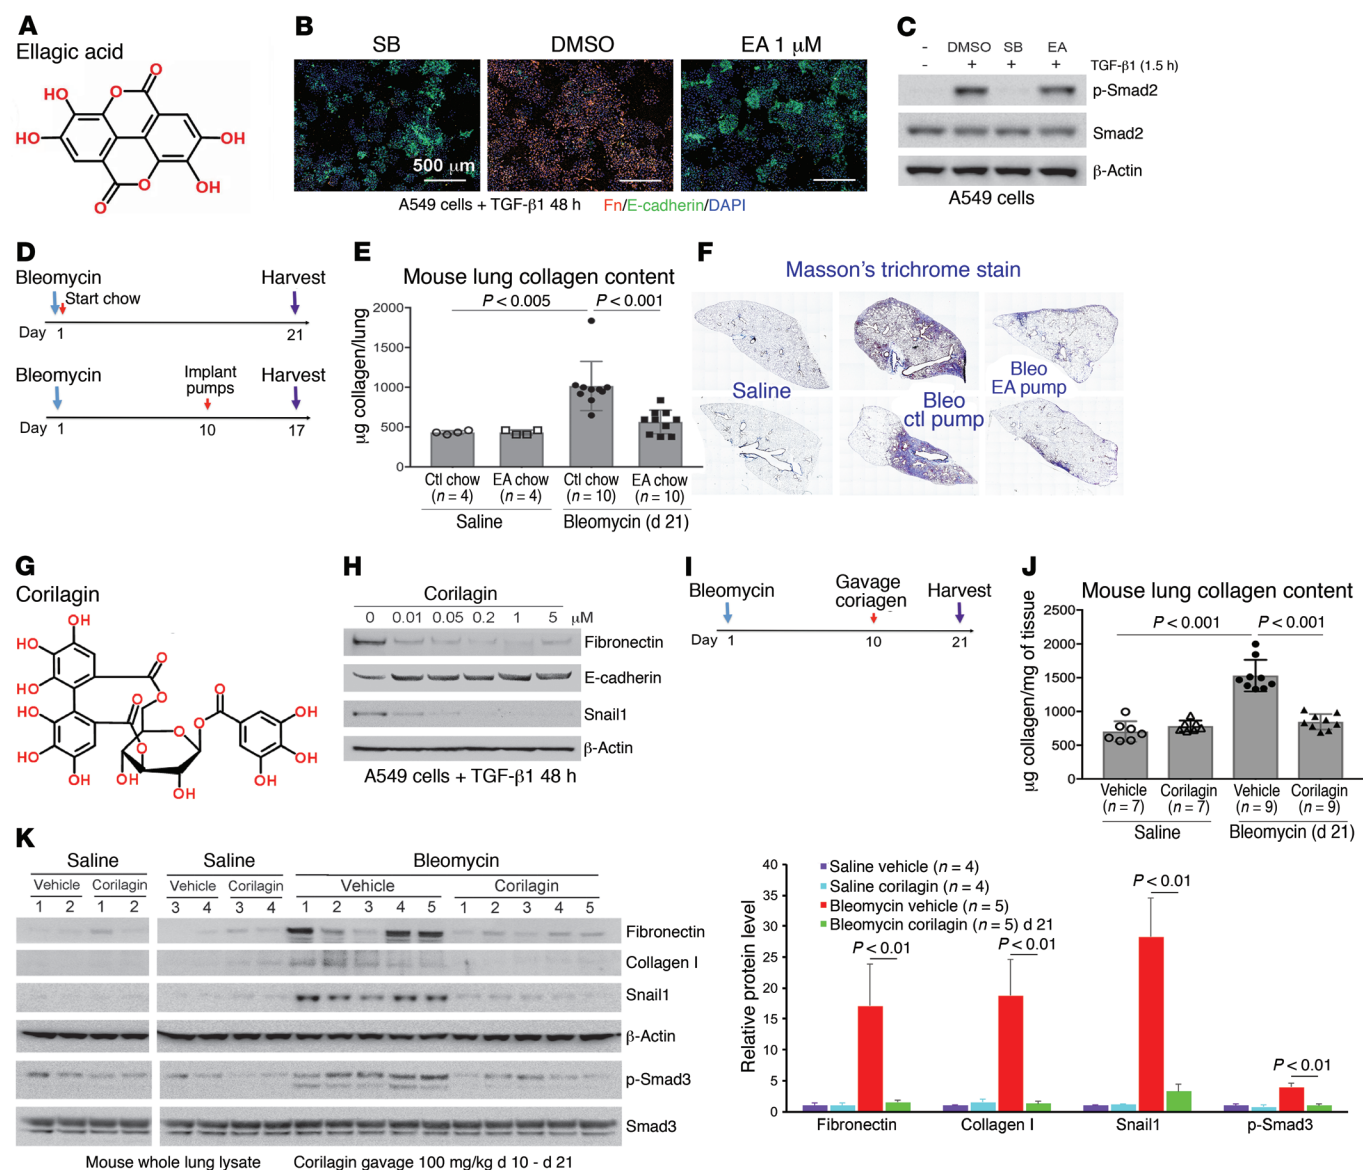 A
Ellagic acid
O
O
HO
HO
OH
OH
O
O
B
SB
DMSO
EA 1 μM
500 μm
A549 cells + TGF-β1 48 h
Fn/E-cadherin/DAPI
C
- DMSO SB EA
- + + + TGF-β1 (1.5 h)
p-Smad2
Smad2
β-Actin
A549 cells
D
Bleomycin
Harvest
Start chow
Day 1 21
Bleomycin
Implant
pumps
Harvest
Day 1 10 17
E
Mouse lung collagen content
P < 0.005
P < 0.001
μg collagen/lung
2000
1500
1000
500
0
Ctl chow
(n = 4)
EA chow
(n = 4)
Ctl chow
(n = 10)
EA chow
(n = 10)
Saline
Bleomycin (d 21)
F
Masson's trichrome stain
Saline
Bleo
ctl pump
Bleo
EA pump
G
Corilagin
OH
HO
HO
HO
HO
OH
O
O
O
O
O
O
O
OH
OH
OH
OH
OH
H
Corilagin
0 0.01 0.05 0.2 1 5 μM
Fibronectin
E-cadherin
Snail1
β-Actin
A549 cells + TGF-β1 48 h
I
Bleomycin
Gavage
coriagen
Harvest
Day 1 10 21
J
Mouse lung collagen content
P < 0.001
P < 0.001
μg collagen/mg of tissue
2500
2000
1500
1000
500
0
Vehicle
(n = 7)
Corilagin
(n = 7)
Vehicle
(n = 9)
Corilagin
(n = 9)
Saline
Bleomycin (d 21)
K
Saline Saline Bleomycin
Vehicle Corilagin Vehicle Corilagin Vehicle Corilagin
1 2 1 2 3 4 3 4 1 2 3 4 5 1 2 3 4 5
Fibronectin
Collagen I
Snail1
β-Actin
p-Smad3
Smad3
Mouse whole lung lysate
Corilagin gavage 100 mg/kg d 10 - d 21
Relative protein level
40
35
30
25
20
15
10
5
0
Saline vehicle (n = 4)
Saline corilagin (n = 4)
Bleomycin vehicle (n = 5)
Bleomycin corilagin (n = 5) d 21
P < 0.01
P < 0.01
P < 0.01
P < 0.01
Fibronectin
Collagen I
Snail1
p-Smad3